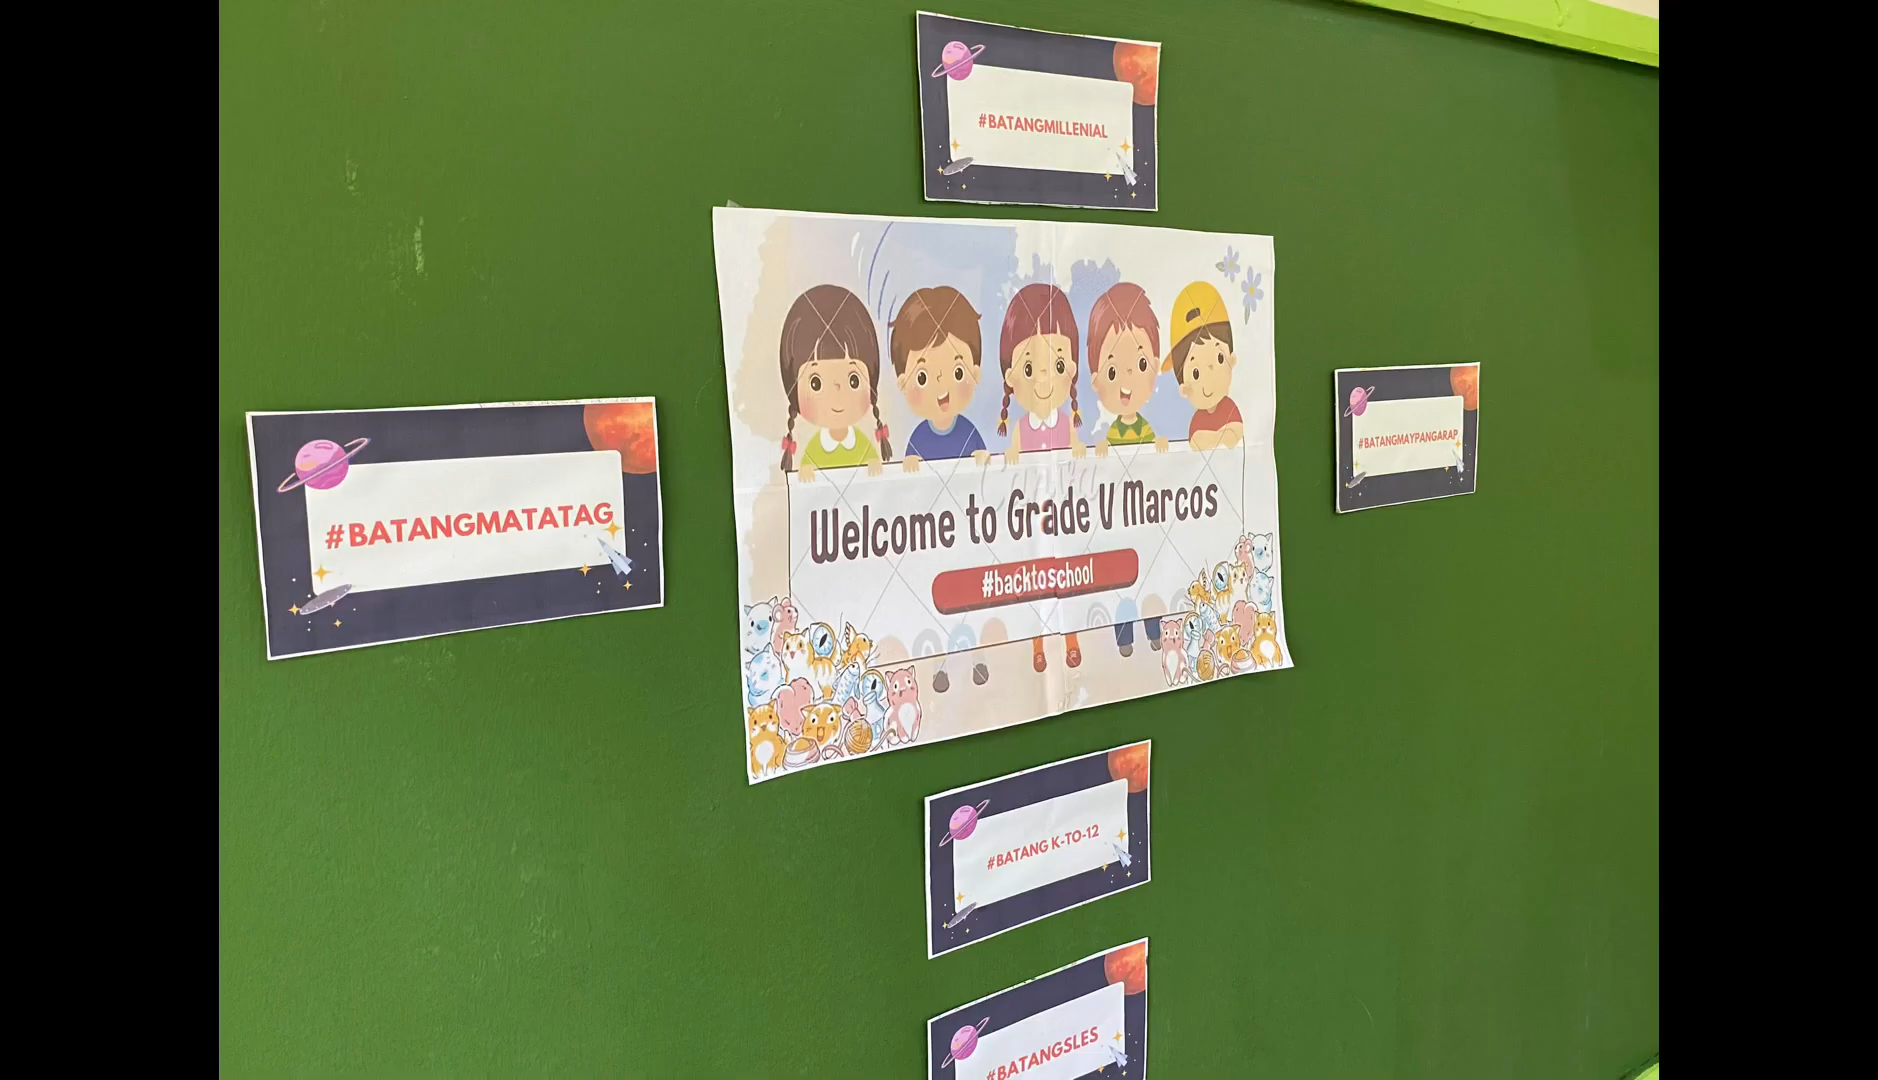 #BATANGMILLENIAL
#BATANGMATATAG
Welcome to Grade V Marcos
#backtoschool
#BATANGMAYPANGARAP
#BATANG K-TO-12
#BATANGSLES